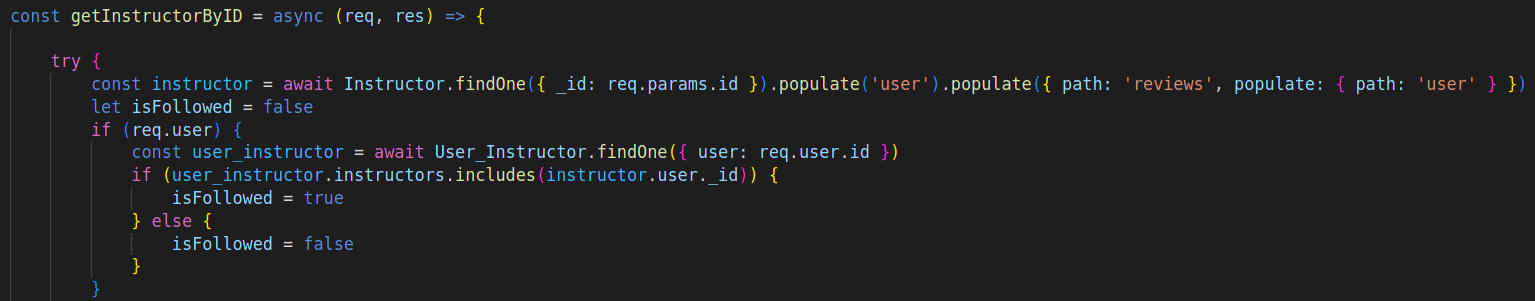 const getInstructorByID = async (req, res) => {
try {
const instructor = await Instructor.findOne({ _id: req.params.id }).populate('user').populate({ path: 'reviews', populate: { path: 'user' } })
let isFollowed = false
if (req.user) {
const user_instructor = await User_Instructor.findOne({ user: req.user.id })
if (user_instructor.instructors.includes(instructor.user._id)) {
isFollowed = true
} else {
isFollowed = false
}
}